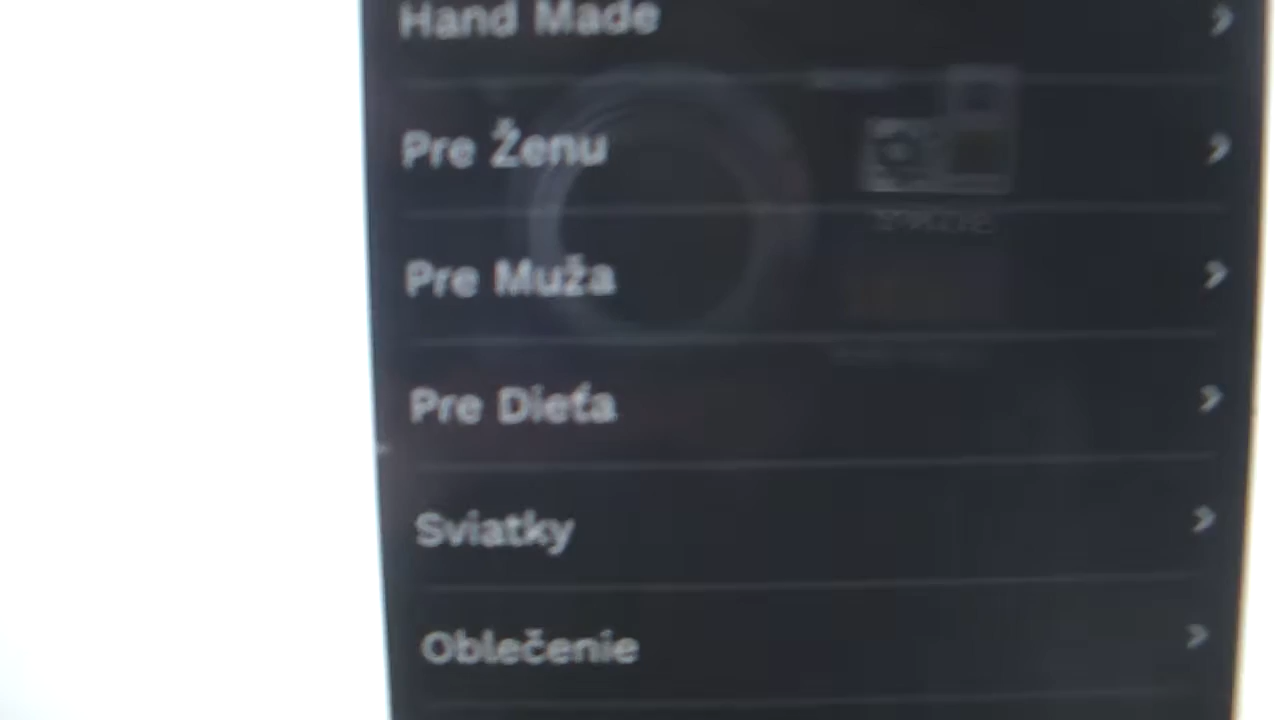 Hand Made
Pre Ženu
Pre Muža
Pre Dieťa
Sviatky
Oblečenie